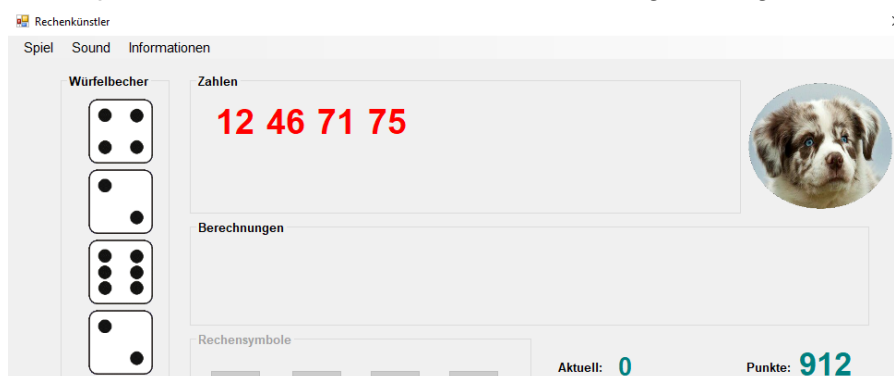 Rechenkünstler
Spiel Sound Informationen
Würfelbecher
Zahlen
12 46 71 75
Berechnungen
Rechensymbole
Aktuell: 0
Punkte: 912